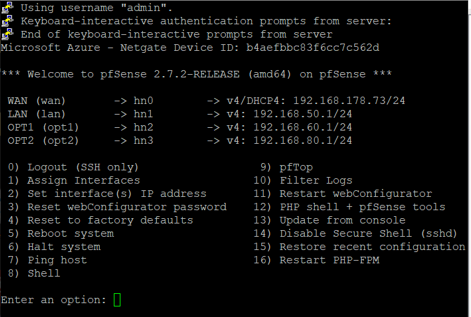 Using username "admin".
Keyboard-interactive authentication prompts from server:
End of keyboard-interactive prompts from server
Microsoft Azure - Netgate Device ID: b4aefbbc83f6cc7c562d
*** Welcome to pfSense 2.7.2-RELEASE (amd64) on pfSense ***
WAN (wan)       -> hn0        -> v4/DHCP4: 192.168.178.73/24
LAN (lan)       -> hn1        -> v4: 192.168.50.1/24
OPT1 (opt1)     -> hn2        -> v4: 192.168.60.1/24
OPT2 (opt2)     -> hn3        -> v4: 192.168.80.1/24
0) Logout (SSH only)                  9) pfTop
1) Assign Interfaces                 10) Filter Logs
2) Set interface(s) IP address       11) Restart webConfigurator
3) Reset webConfigurator password    12) PHP shell + pfSense tools
4) Reset to factory defaults         13) Update from console
5) Reboot system                     14) Disable Secure Shell (sshd)
6) Halt system                       15) Restore recent configuration
7) Ping host                         16) Restart PHP-FPM
8) Shell
Enter an option: